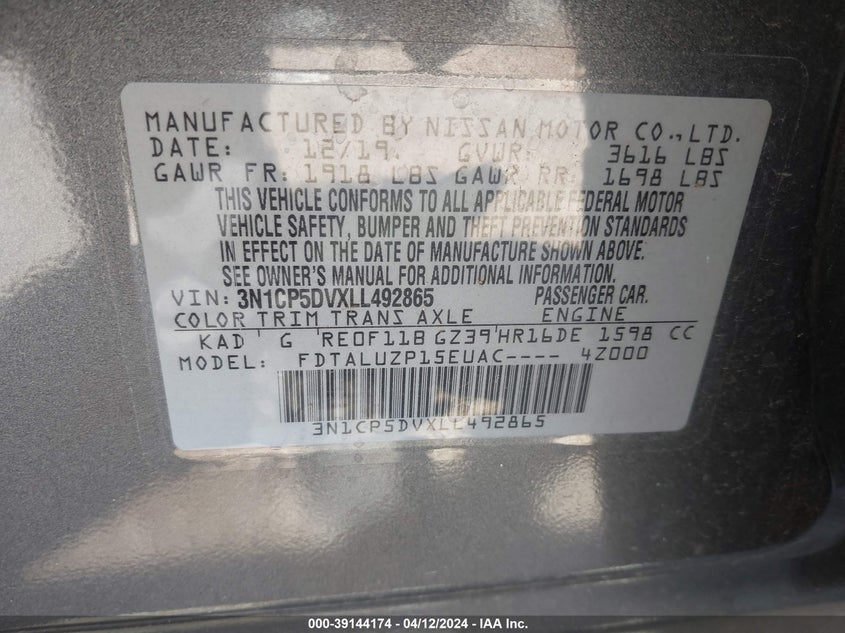 MANUFACTURED BY NISSAN MOTOR CO.,LTD.
DATE: 12/19. GVWR: 3616 LBS
GAWR FR: 1918 LBS GAWR RR: 1698 LBS
THIS VEHICLE CONFORMS TO ALL APPLICABLE FEDERAL MOTOR
VEHICLE SAFETY, BUMPER AND THEFT PREVENTION STANDARDS
IN EFFECT ON THE DATE OF MANUFACTURE SHOWN ABOVE.
SEE OWNER'S MANUAL FOR ADDITIONAL INFORMATION.
VIN: 3N1CP5DVXLL492865 PASSENGER CAR.
COLOR TRIM TRANS AXLE ENGINE
KAD G RE0F11B GZ39 HR16DE 1598 CC
MODEL: FDTALUZP15EUAC---- 4Z000
3N1CP5DVXLL492865
000-39144174 - 04/12/2024 - IAA Inc.